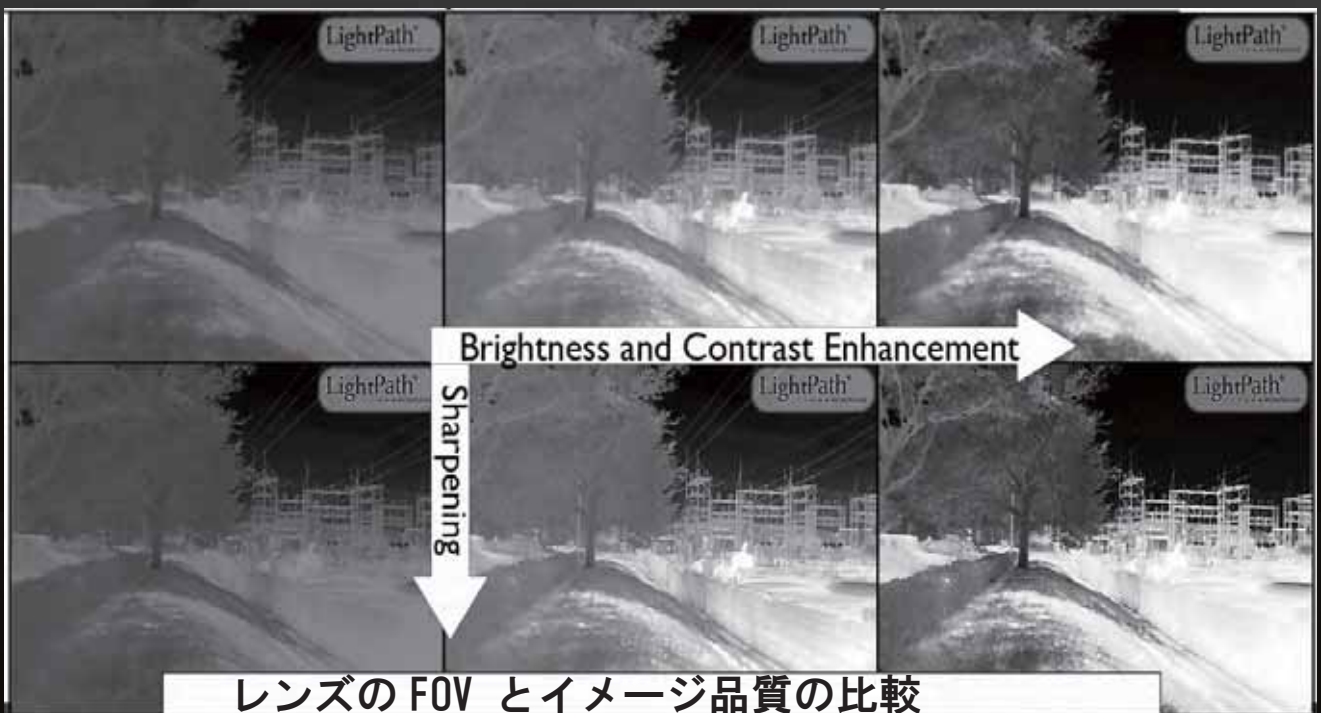 LightPath®
LightPath®
LightPath®
Brightness and Contrast Enhancement
Sharpening
LightPath®
LightPath®
LightPath®
レンズの FOV とイメージ品質の比較